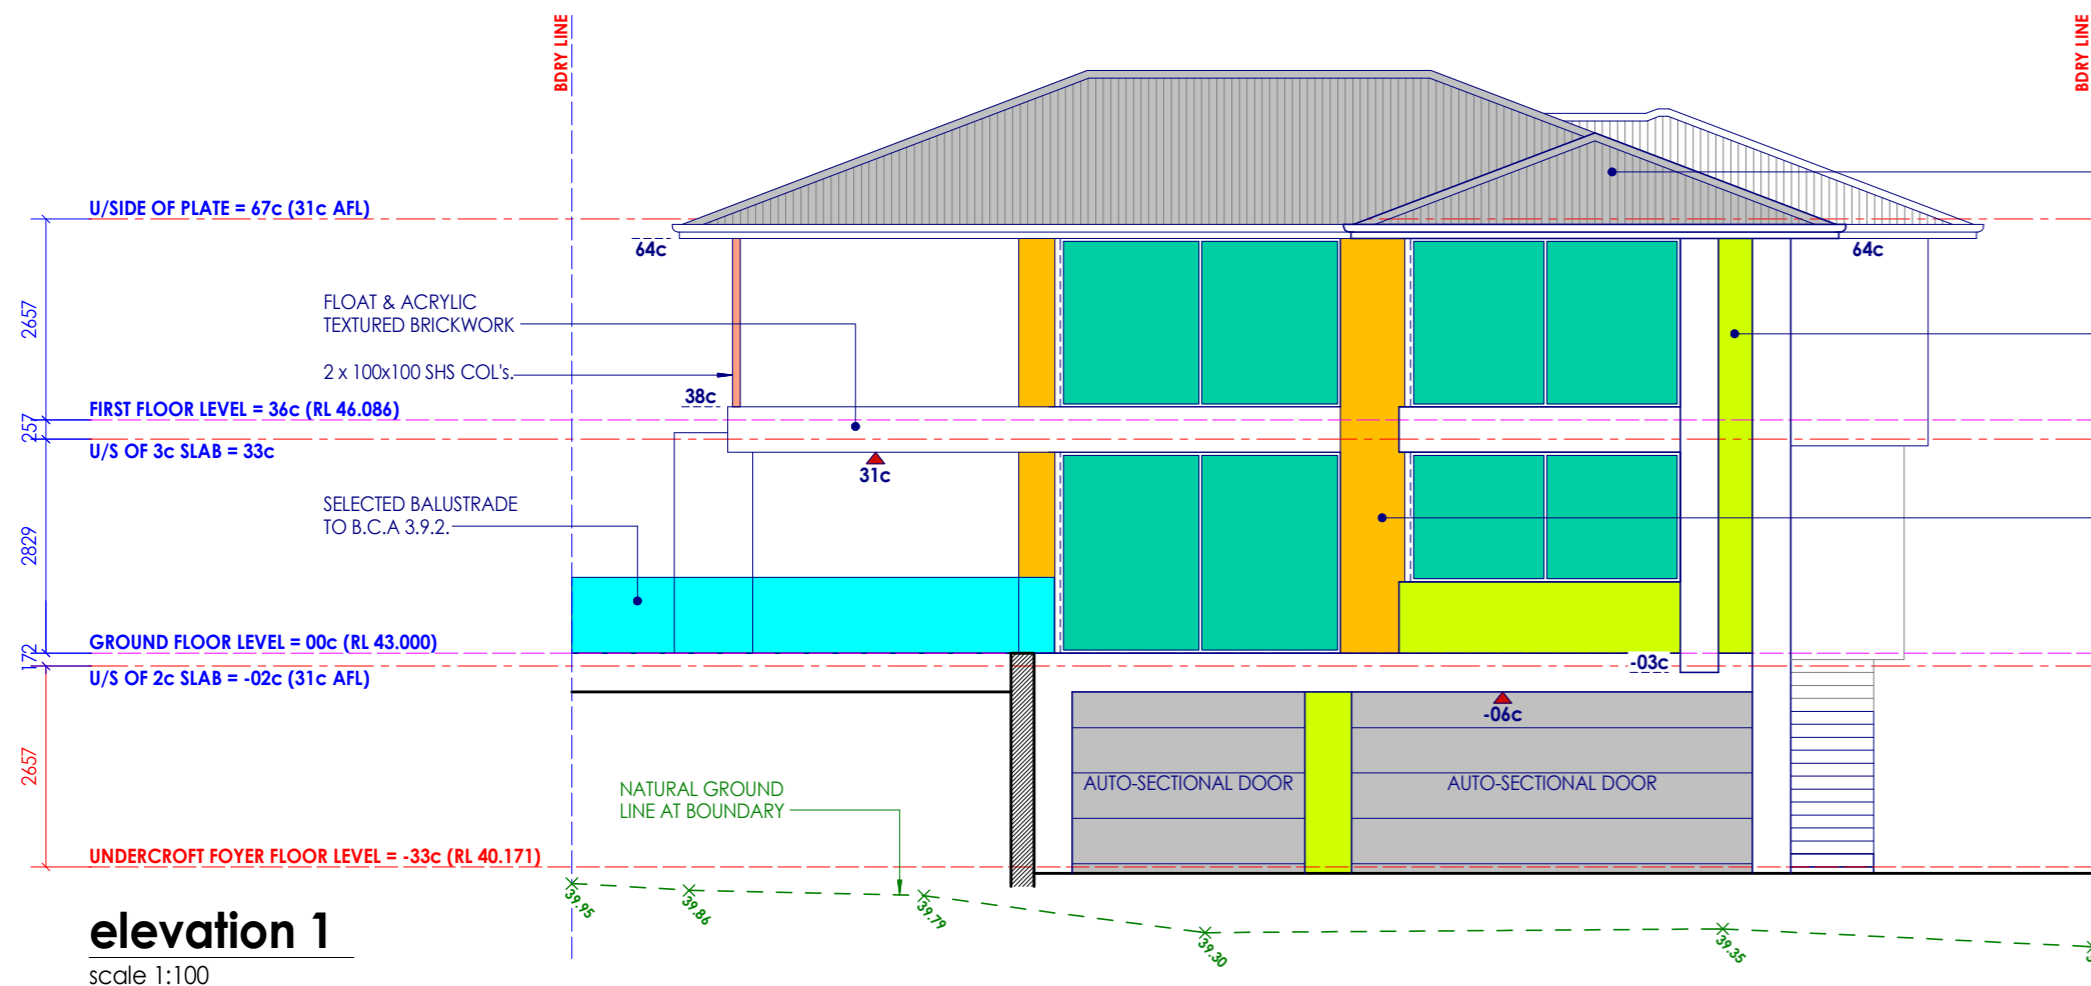 BDRY LINE
BDRY LINE
U/SIDE OF PLATE = 67c (31c AFL)
64c
64c
2657
FLOAT & ACRYLIC
TEXTURED BRICKWORK
2 x 100x100 SHS COL's.
38c
FIRST FLOOR LEVEL = 36c (RL 46.086)
257
U/S OF 3c SLAB = 33c
31c
SELECTED BALUSTRADE
TO B.C.A 3.9.2.
2829
GROUND FLOOR LEVEL = 00c (RL 43.000)
172
U/S OF 2c SLAB = -02c (31c AFL)
-03c
-06c
2657
NATURAL GROUND
LINE AT BOUNDARY
AUTO-SECTIONAL DOOR
AUTO-SECTIONAL DOOR
UNDERCROFT FOYER FLOOR LEVEL = -33c (RL 40.171)
39.95
39.86
39.79
39.30
39.35
elevation 1
scale 1:100